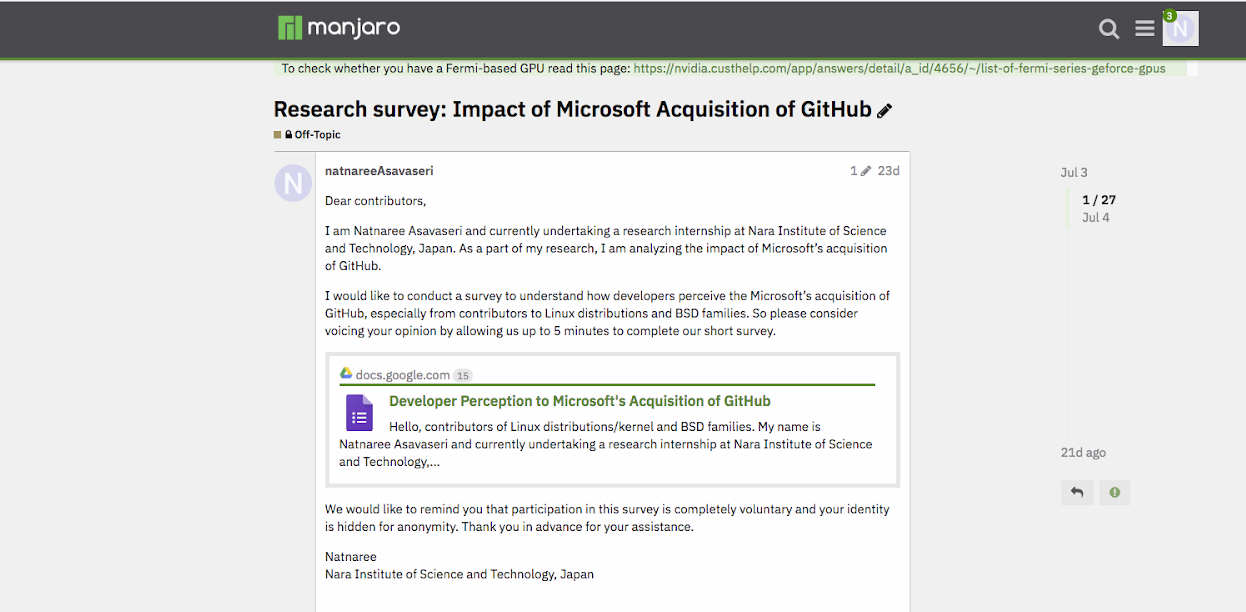 manjaro
3
N
To check whether you have a Fermi-based GPU read this page: https://nvidia.custhelp.com/app/answers/detail/a_id/4656/~/list-of-fermi-series-geforce-gpus
Research survey: Impact of Microsoft Acquisition of GitHub
Off-Topic
N
natnareeAsavaseri
1 23d
Dear contributors,
I am Natnaree Asavaseri and currently undertaking a research internship at Nara Institute of Science
and Technology, Japan. As a part of my research, I am analyzing the impact of Microsoft's acquisition
of GitHub.
I would like to conduct a survey to understand how developers perceive the Microsoft's acquisition of
GitHub, especially from contributors to Linux distributions and BSD families. So please consider
voicing your opinion by allowing us up to 5 minutes to complete our short survey.
docs.google.com 15
Developer Perception to Microsoft's Acquisition of GitHub
Hello, contributors of Linux distributions/kernel and BSD families. My name is
Natnaree Asavaseri and currently undertaking a research internship at Nara Institute of Science
and Technology,...
We would like to remind you that participation in this survey is completely voluntary and your identity
is hidden for anonymity. Thank you in advance for your assistance.
Natnaree
Nara Institute of Science and Technology, Japan
Jul 3
1 / 27
Jul 4
21d ago